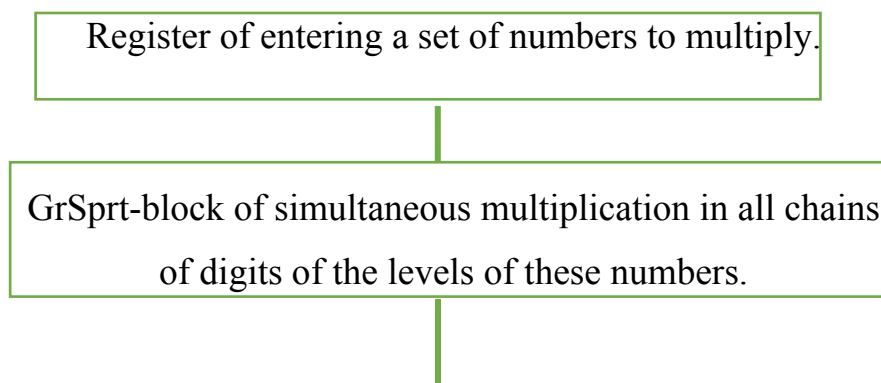 Register of entering a set of numbers to multiply.
GrSprt-block of simultaneous multiplication in all chains
of digits of the levels of these numbers.